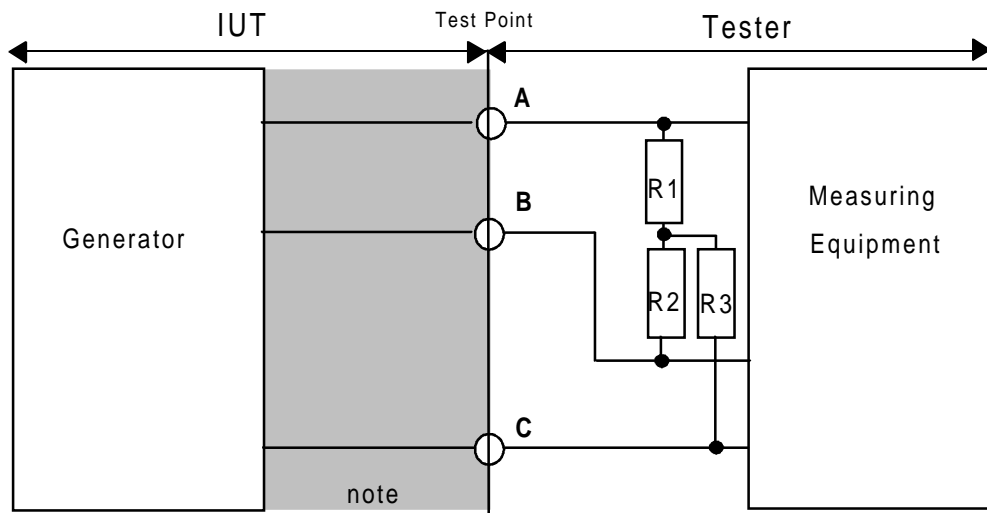 IUT
Test Point
Tester
A
B
C
Generator
R1
R2
R3
Measuring
Equipment
note